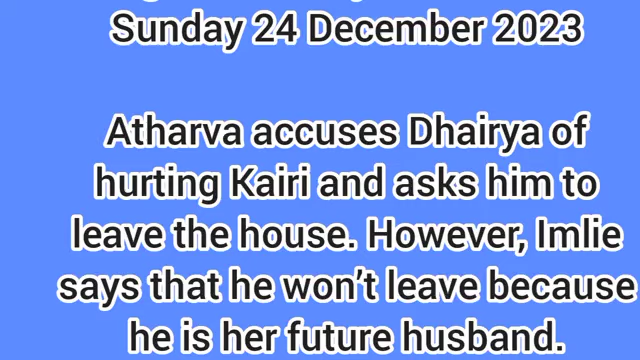 Sunday 24 December 2023
Atharva accuses Dhairya of
hurting Kairi and asks him to
leave the house. However, Imlie
says that he won't leave because
he is her future husband.